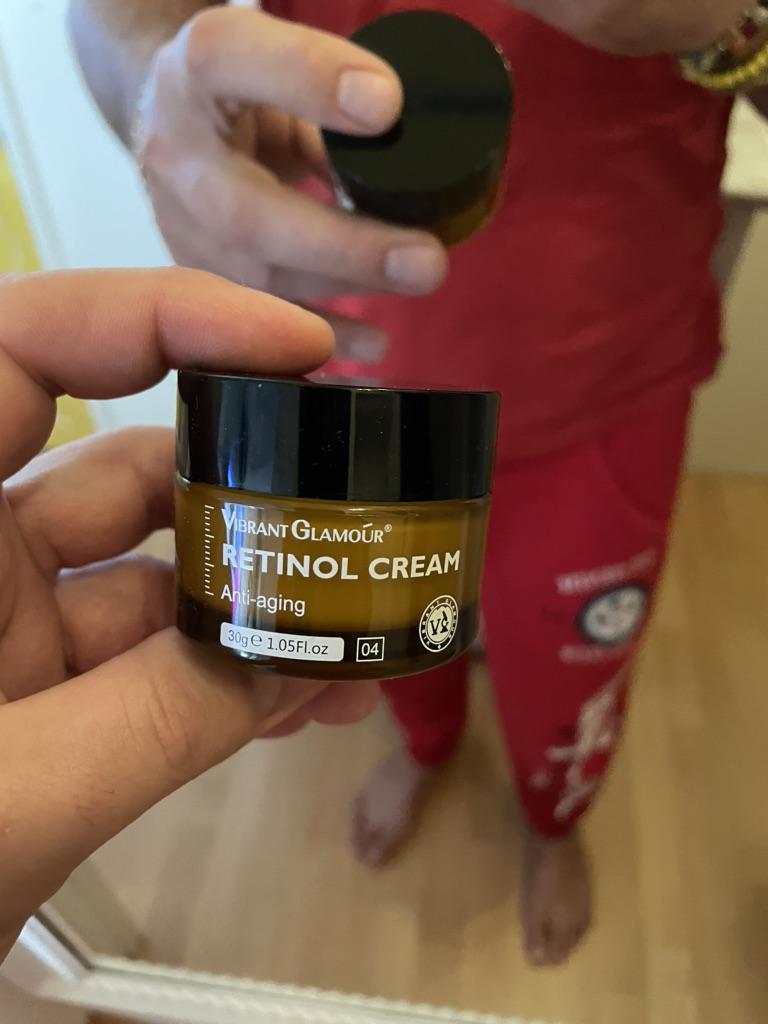 VIBRANT GLAMOUR®
RETINOL CREAM
Anti-aging
30g℮ 1.05Fl.oz
04